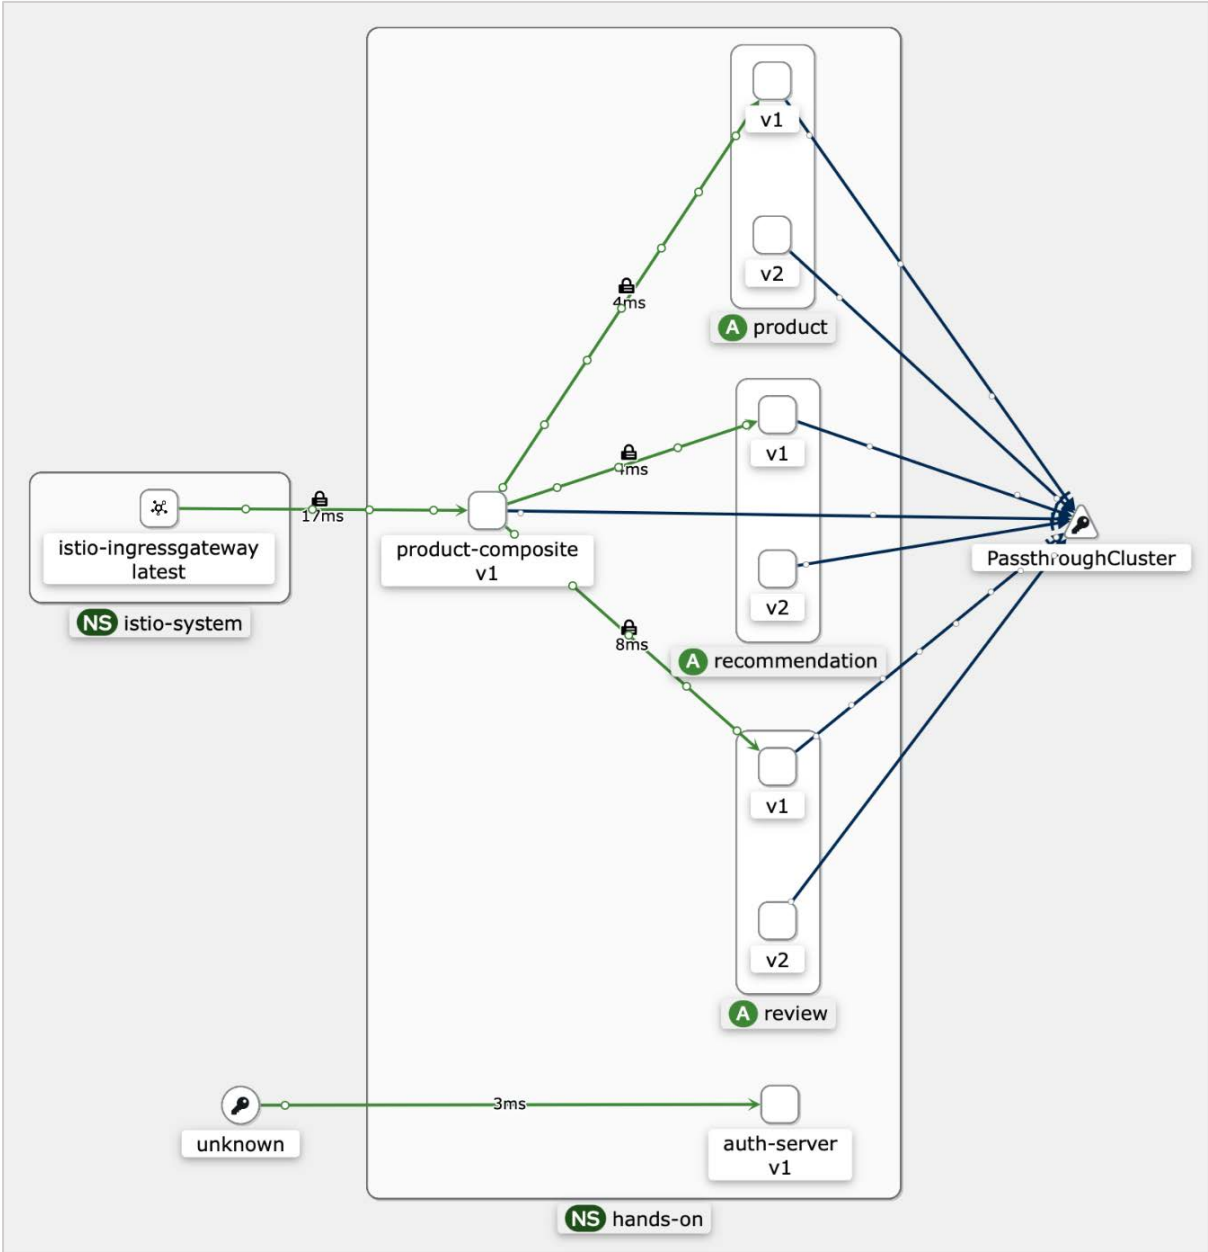 v1
v2
A product
4ms
v1
v2
A recommendation
17ms
istio-ingressgateway
latest
NS istio-system
product-composite
v1
PassthroughCluster
8ms
v1
v2
A review
unknown
3ms
auth-server
v1
NS hands-on